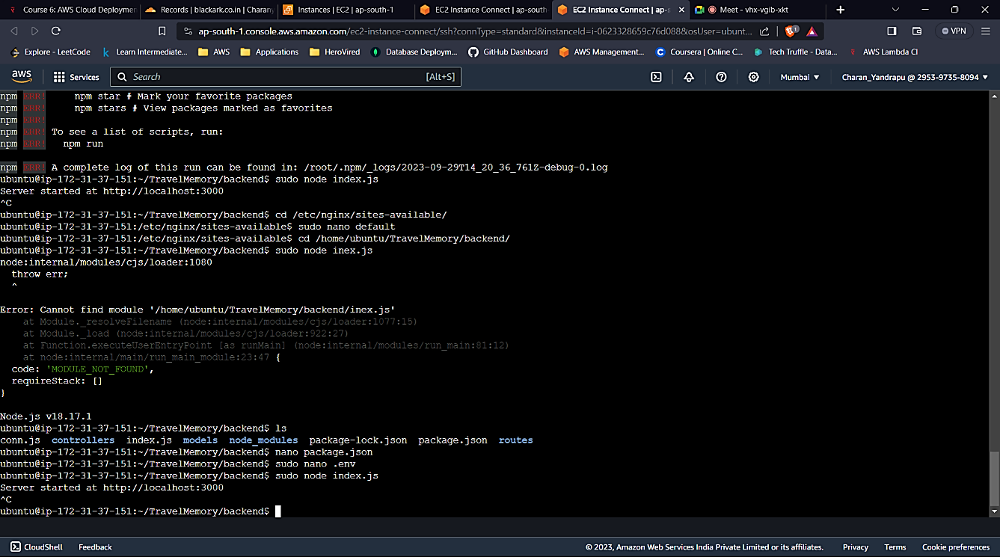 Course 6: AWS Cloud Deploymen
Records | blackark.co.in | Charany
Instances | EC2 | ap-south-1
EC2 Instance Connect | ap-south-
EC2 Instance Connect | ap-s
Meet - vhx-vgib-xkt
ap-south-1.console.aws.amazon.com/ec2-instance-connect/ssh?connType=standard&instanceId=i-0623328659c76d088&osUser=ubuntu...
VPN
Explore - LeetCode
Learn Intermediate...
AWS
Applications
HeroVired
Database Deploym...
GitHub Dashboard
AWS Management...
Coursera | Online C...
Tech Truffle - Data...
AWS Lambda CI
aws
Services
Search
[Alt+S]
Mumbai
Charan_Yandrapu @ 2953-9735-8094
npm ERR!     npm star # Mark your favorite packages
npm ERR!     npm stars # View packages marked as favorites
npm ERR!
npm ERR! To see a list of scripts, run:
npm ERR!   npm run
npm ERR! A complete log of this run can be found in: /root/.npm/_logs/2023-09-29T14_20_36_761Z-debug-0.log
ubuntu@ip-172-31-37-151:~/TravelMemory/backend$ sudo node index.js
Server started at http://localhost:3000
^C
ubuntu@ip-172-31-37-151:~/TravelMemory/backend$ cd /etc/nginx/sites-available/
ubuntu@ip-172-31-37-151:/etc/nginx/sites-available$ sudo nano default
ubuntu@ip-172-31-37-151:/etc/nginx/sites-available$ cd /home/ubuntu/TravelMemory/backend/
ubuntu@ip-172-31-37-151:~/TravelMemory/backend$ sudo node inex.js
node:internal/modules/cjs/loader:1080
  throw err;
  ^
Error: Cannot find module '/home/ubuntu/TravelMemory/backend/inex.js'
    at Module._resolveFilename (node:internal/modules/cjs/loader:1077:15)
    at Module._load (node:internal/modules/cjs/loader:922:27)
    at Function.executeUserEntryPoint [as runMain] (node:internal/modules/run_main:81:12)
    at node:internal/main/run_main_module:23:47 {
  code: 'MODULE_NOT_FOUND',
  requireStack: []
}
Node.js v18.17.1
ubuntu@ip-172-31-37-151:~/TravelMemory/backend$ ls
conn.js  controllers  index.js  models  node_modules  package-lock.json  package.json  routes
ubuntu@ip-172-31-37-151:~/TravelMemory/backend$ nano package.json
ubuntu@ip-172-31-37-151:~/TravelMemory/backend$ sudo nano .env
ubuntu@ip-172-31-37-151:~/TravelMemory/backend$ sudo node index.js
Server started at http://localhost:3000
^C
ubuntu@ip-172-31-37-151:~/TravelMemory/backend$
CloudShell
Feedback
© 2023, Amazon Web Services India Private Limited or its affiliates.
Privacy
Terms
Cookie preferences